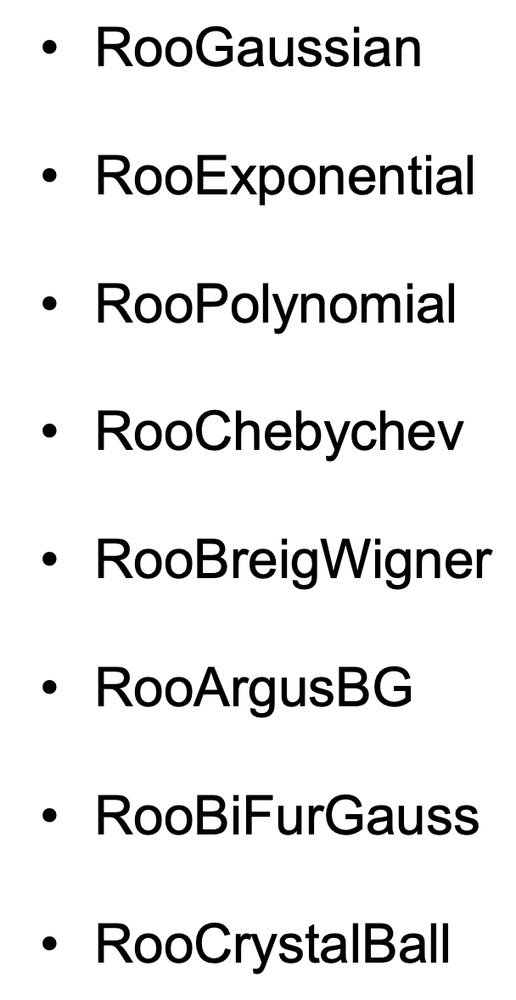 • RooGaussian
• RooExponential
• RooPolynomial
• RooChebychev
• RooBreigWigner
• RooArgusBG
• RooBiFurGauss
• RooCrystalBall